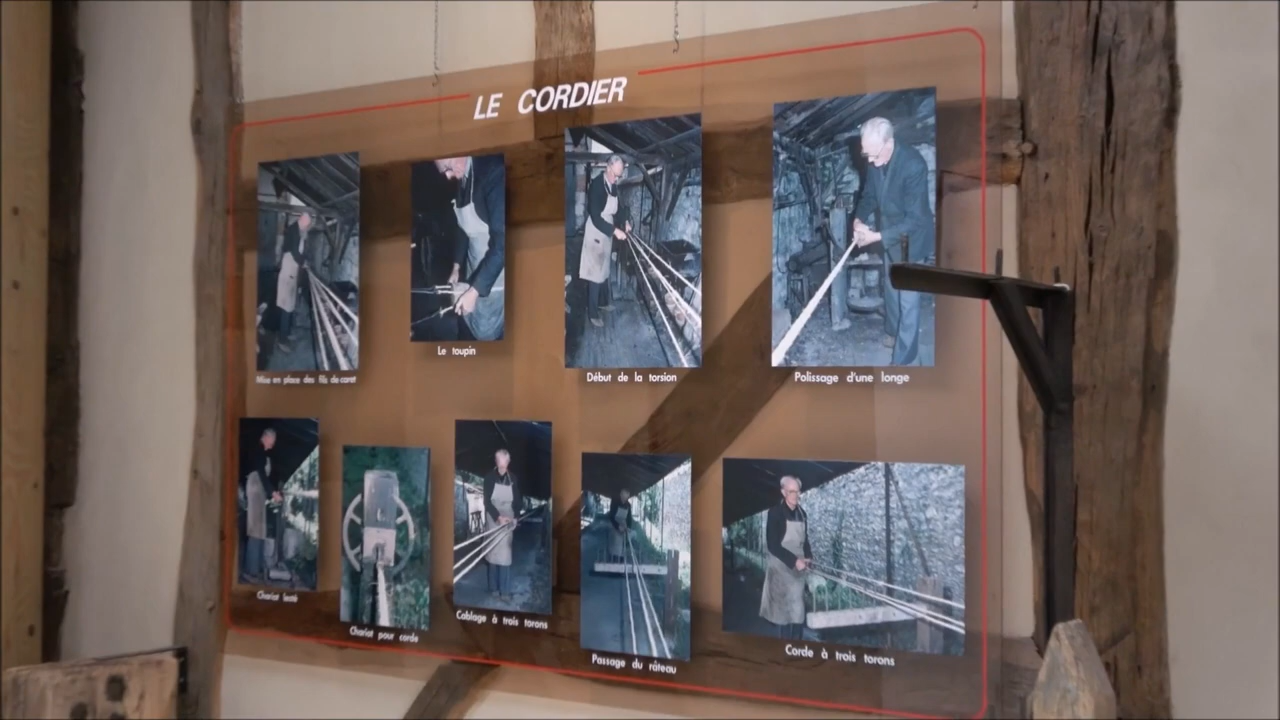 LE CORDIER
Mise en place des fils de caret
Le toupin
Début de la torsion
Polissage d'une longe
Chariot lesté
Chariot pour corde
Cablage à trois torons
Passage du râteau
Corde à trois torons